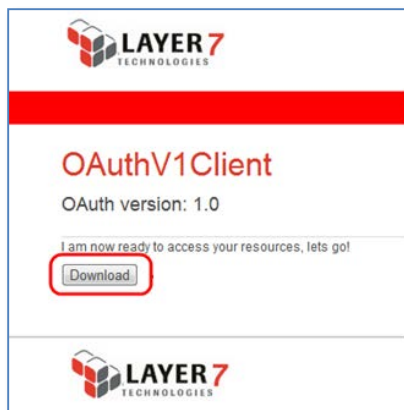 LAYER 7
TECHNOLOGIES
OAuthV1Client
OAuth version: 1.0
I am now ready to access your resources, lets go!
Download
LAYER 7
TECHNOLOGIES